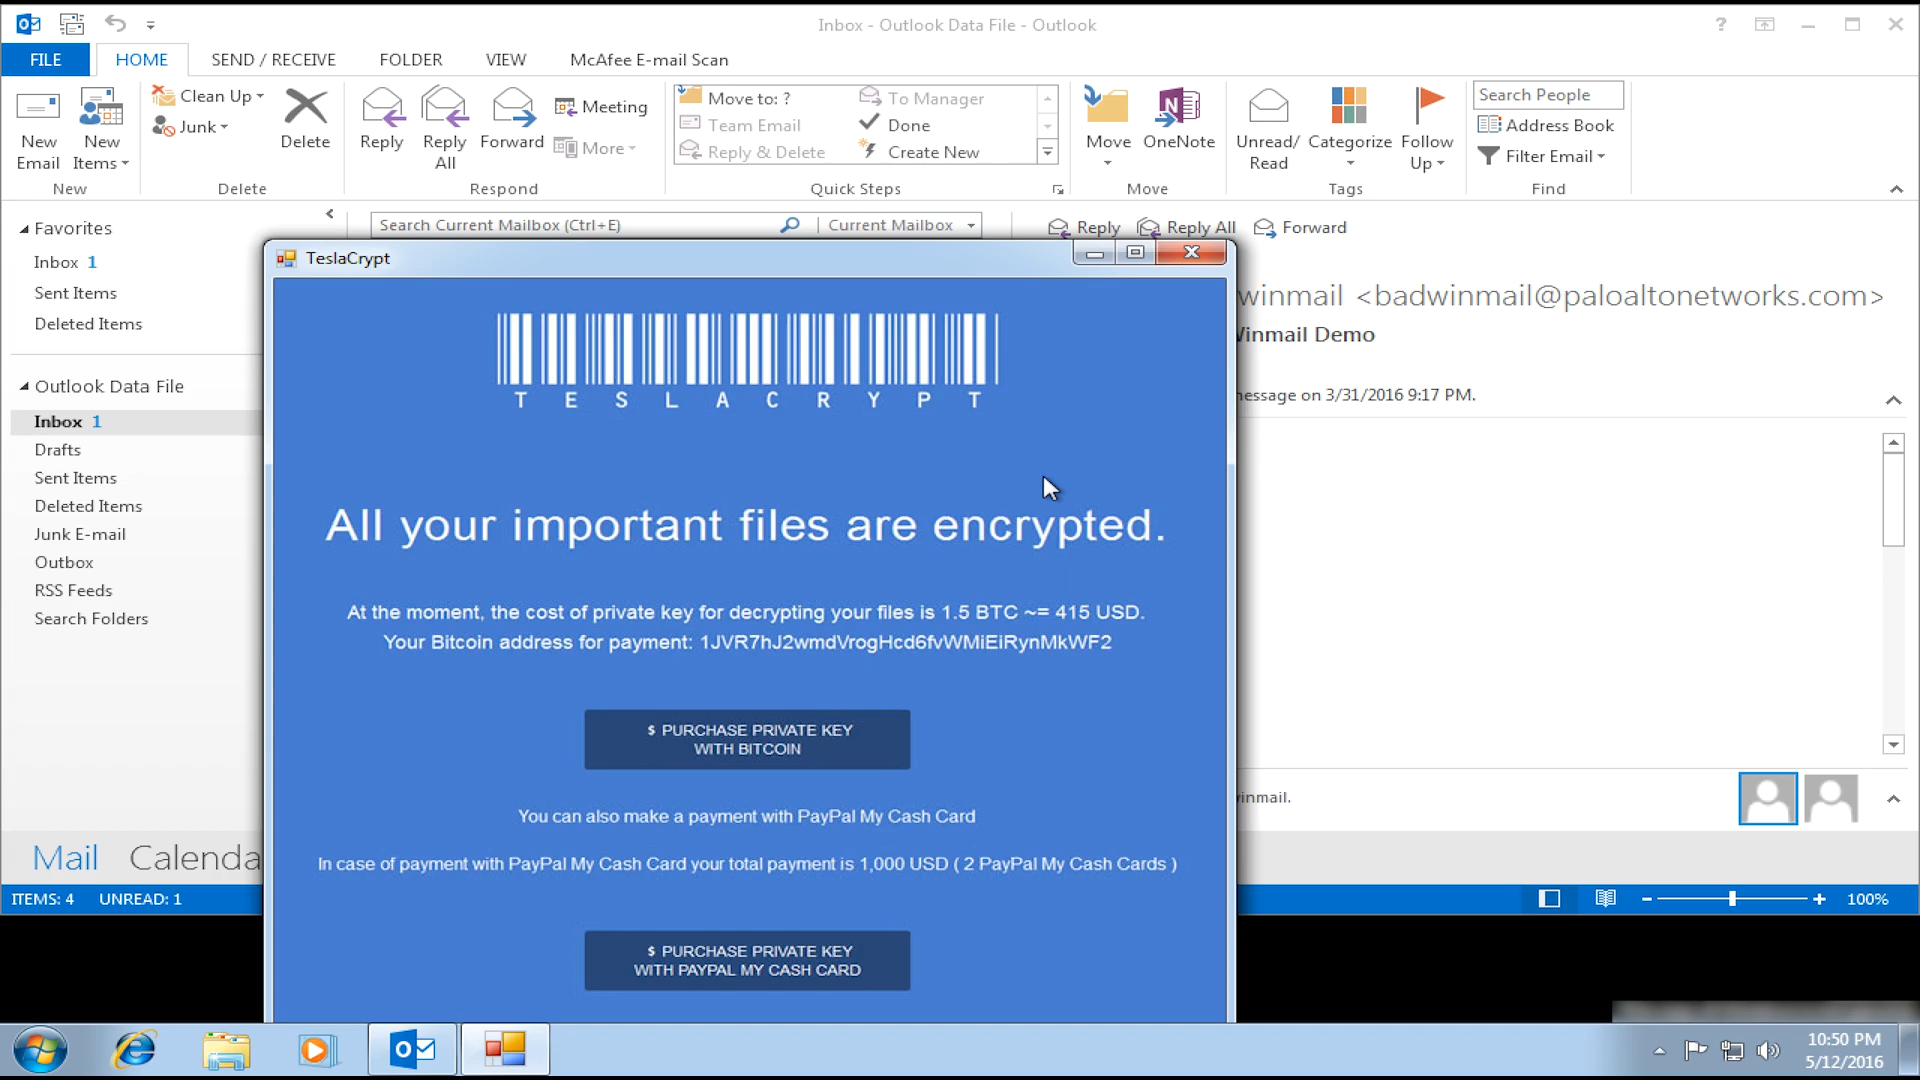 Inbox - Outlook Data File - Outlook
?
FILE
HOME
SEND / RECEIVE
FOLDER
VIEW
McAfee E-mail Scan
New
Email
New
Items
New
Clean Up
Junk
Delete
Delete
Reply
Reply
All
Forward
Meeting
More
Respond
Move to: ?
Team Email
Reply & Delete
To Manager
Done
Create New
Quick Steps
Move
OneNote
Move
Unread/
Read
Categorize
Follow
Up
Tags
Search People
Address Book
Filter Email
Find
Favorites
Inbox 1
Sent Items
Deleted Items
Outlook Data File
Inbox 1
Drafts
Sent Items
Deleted Items
Junk E-mail
Outbox
RSS Feeds
Search Folders
Mail
Calenda
ITEMS: 4
UNREAD: 1
Search Current Mailbox (Ctrl+E)
Current Mailbox
Reply
Reply All
Forward
winmail <badwinmail@paloaltonetworks.com>
Winmail Demo
essage on 3/31/2016 9:17 PM.
winmail.
100%
TeslaCrypt
TESLACRYPT
All your important files are encrypted.
At the moment, the cost of private key for decrypting your files is 1.5 BTC ~= 415 USD.
Your Bitcoin address for payment: 1JVR7hJ2wmdVrogHcd6fvWMiEiRynMkWF2
$ PURCHASE PRIVATE KEY
WITH BITCOIN
You can also make a payment with PayPal My Cash Card
In case of payment with PayPal My Cash Card your total payment is 1,000 USD ( 2 PayPal My Cash Cards )
$ PURCHASE PRIVATE KEY
WITH PAYPAL MY CASH CARD
10:50 PM
5/12/2016